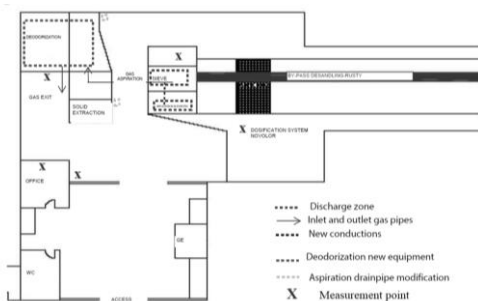 DEODORIZATION
GAS
ASPIRATION
SIEVE
BY-PASS DESANDLING-RUSTY
X
X
GAS EXIT
SOLID
EXTRACTION
X DOSIFICATION SYSTEM
NOVOLOR
X
X
OFFICE
GE
WC
ACCESS
Discharge zone
Inlet and outlet gas pipes
New conductions
Deodorization new equipment
Aspiration drainpipe modification
X Measurement point